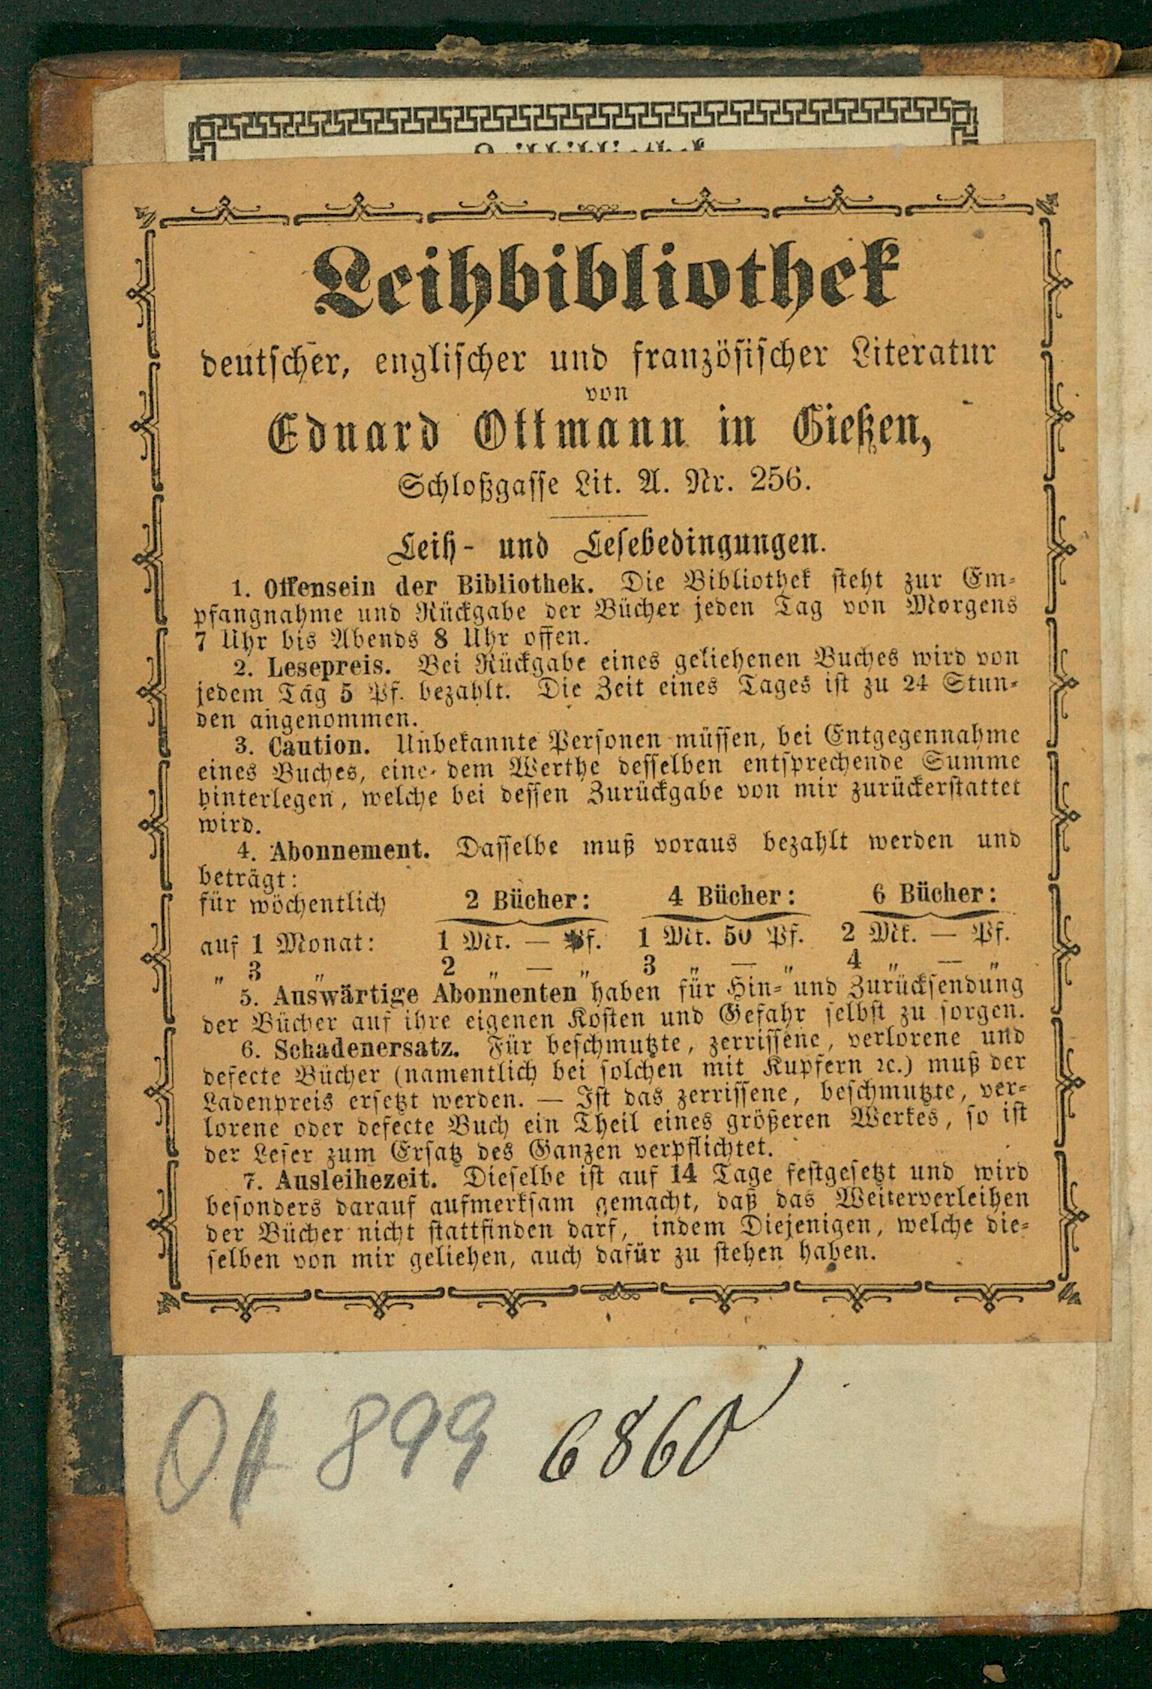 Leihbibliothek
Leihbibliothek
deutscher, englischer und französischer Literatur
von
Eduard Ottmann in Gießen,
Schloßgasse Lit. A. Nr. 256.
Leih- und Lesebedingungen.
1. Offensein der Bibliothek. Die Bibliothek steht zur Em-
pfangnahme und Rückgabe der Bücher jeden Tag von Morgens
7 Uhr bis Abends 8 Uhr offen.
2. Lesepreis. Bei Rückgabe eines geliehenen Buches wird von
jedem Tag 5 Pf. bezahlt. Die Zeit eines Tages ist zu 24 Stun-
den angenommen.
3. Caution. Unbekannte Personen müssen, bei Entgegennahme
eines Buches, eine dem Werthe desselben entsprechende Summe
hinterlegen, welche bei dessen Zurückgabe von mir zurückerstattet
wird.
4. Abonnement. Dasselbe muß voraus bezahlt werden und
beträgt:
für wöchentlich 2 Bücher: 4 Bücher: 6 Bücher:
auf 1 Monat: 1 Mk. — Pf. 1 Mk. 50 Pf. 2 Mk. — Pf.
„ 3 „ 2 „ — „ 3 „ — „ 4 „ — „
5. Auswärtige Abonnenten haben für Hin- und Zurücksendung
der Bücher auf ihre eigenen Kosten und Gefahr selbst zu sorgen.
6. Schadenersatz. Für beschmutzte, zerrissene, verlorene und
defecte Bücher (namentlich bei solchen mit Kupfern ꝛc.) muß der
Ladenpreis ersetzt werden. — Ist das zerrissene, beschmutzte, ver-
lorene oder defecte Buch ein Theil eines größeren Werkes, so ist
der Leser zum Ersatz des Ganzen verpflichtet.
7. Ausleihezeit. Dieselbe ist auf 14 Tage festgesetzt und wird
besonders darauf aufmerksam gemacht, daß das Weiterverleihen
der Bücher nicht stattfinden darf, indem Diejenigen, welche die-
selben von mir geliehen, auch dafür zu stehen haben.
Ott 899 6860